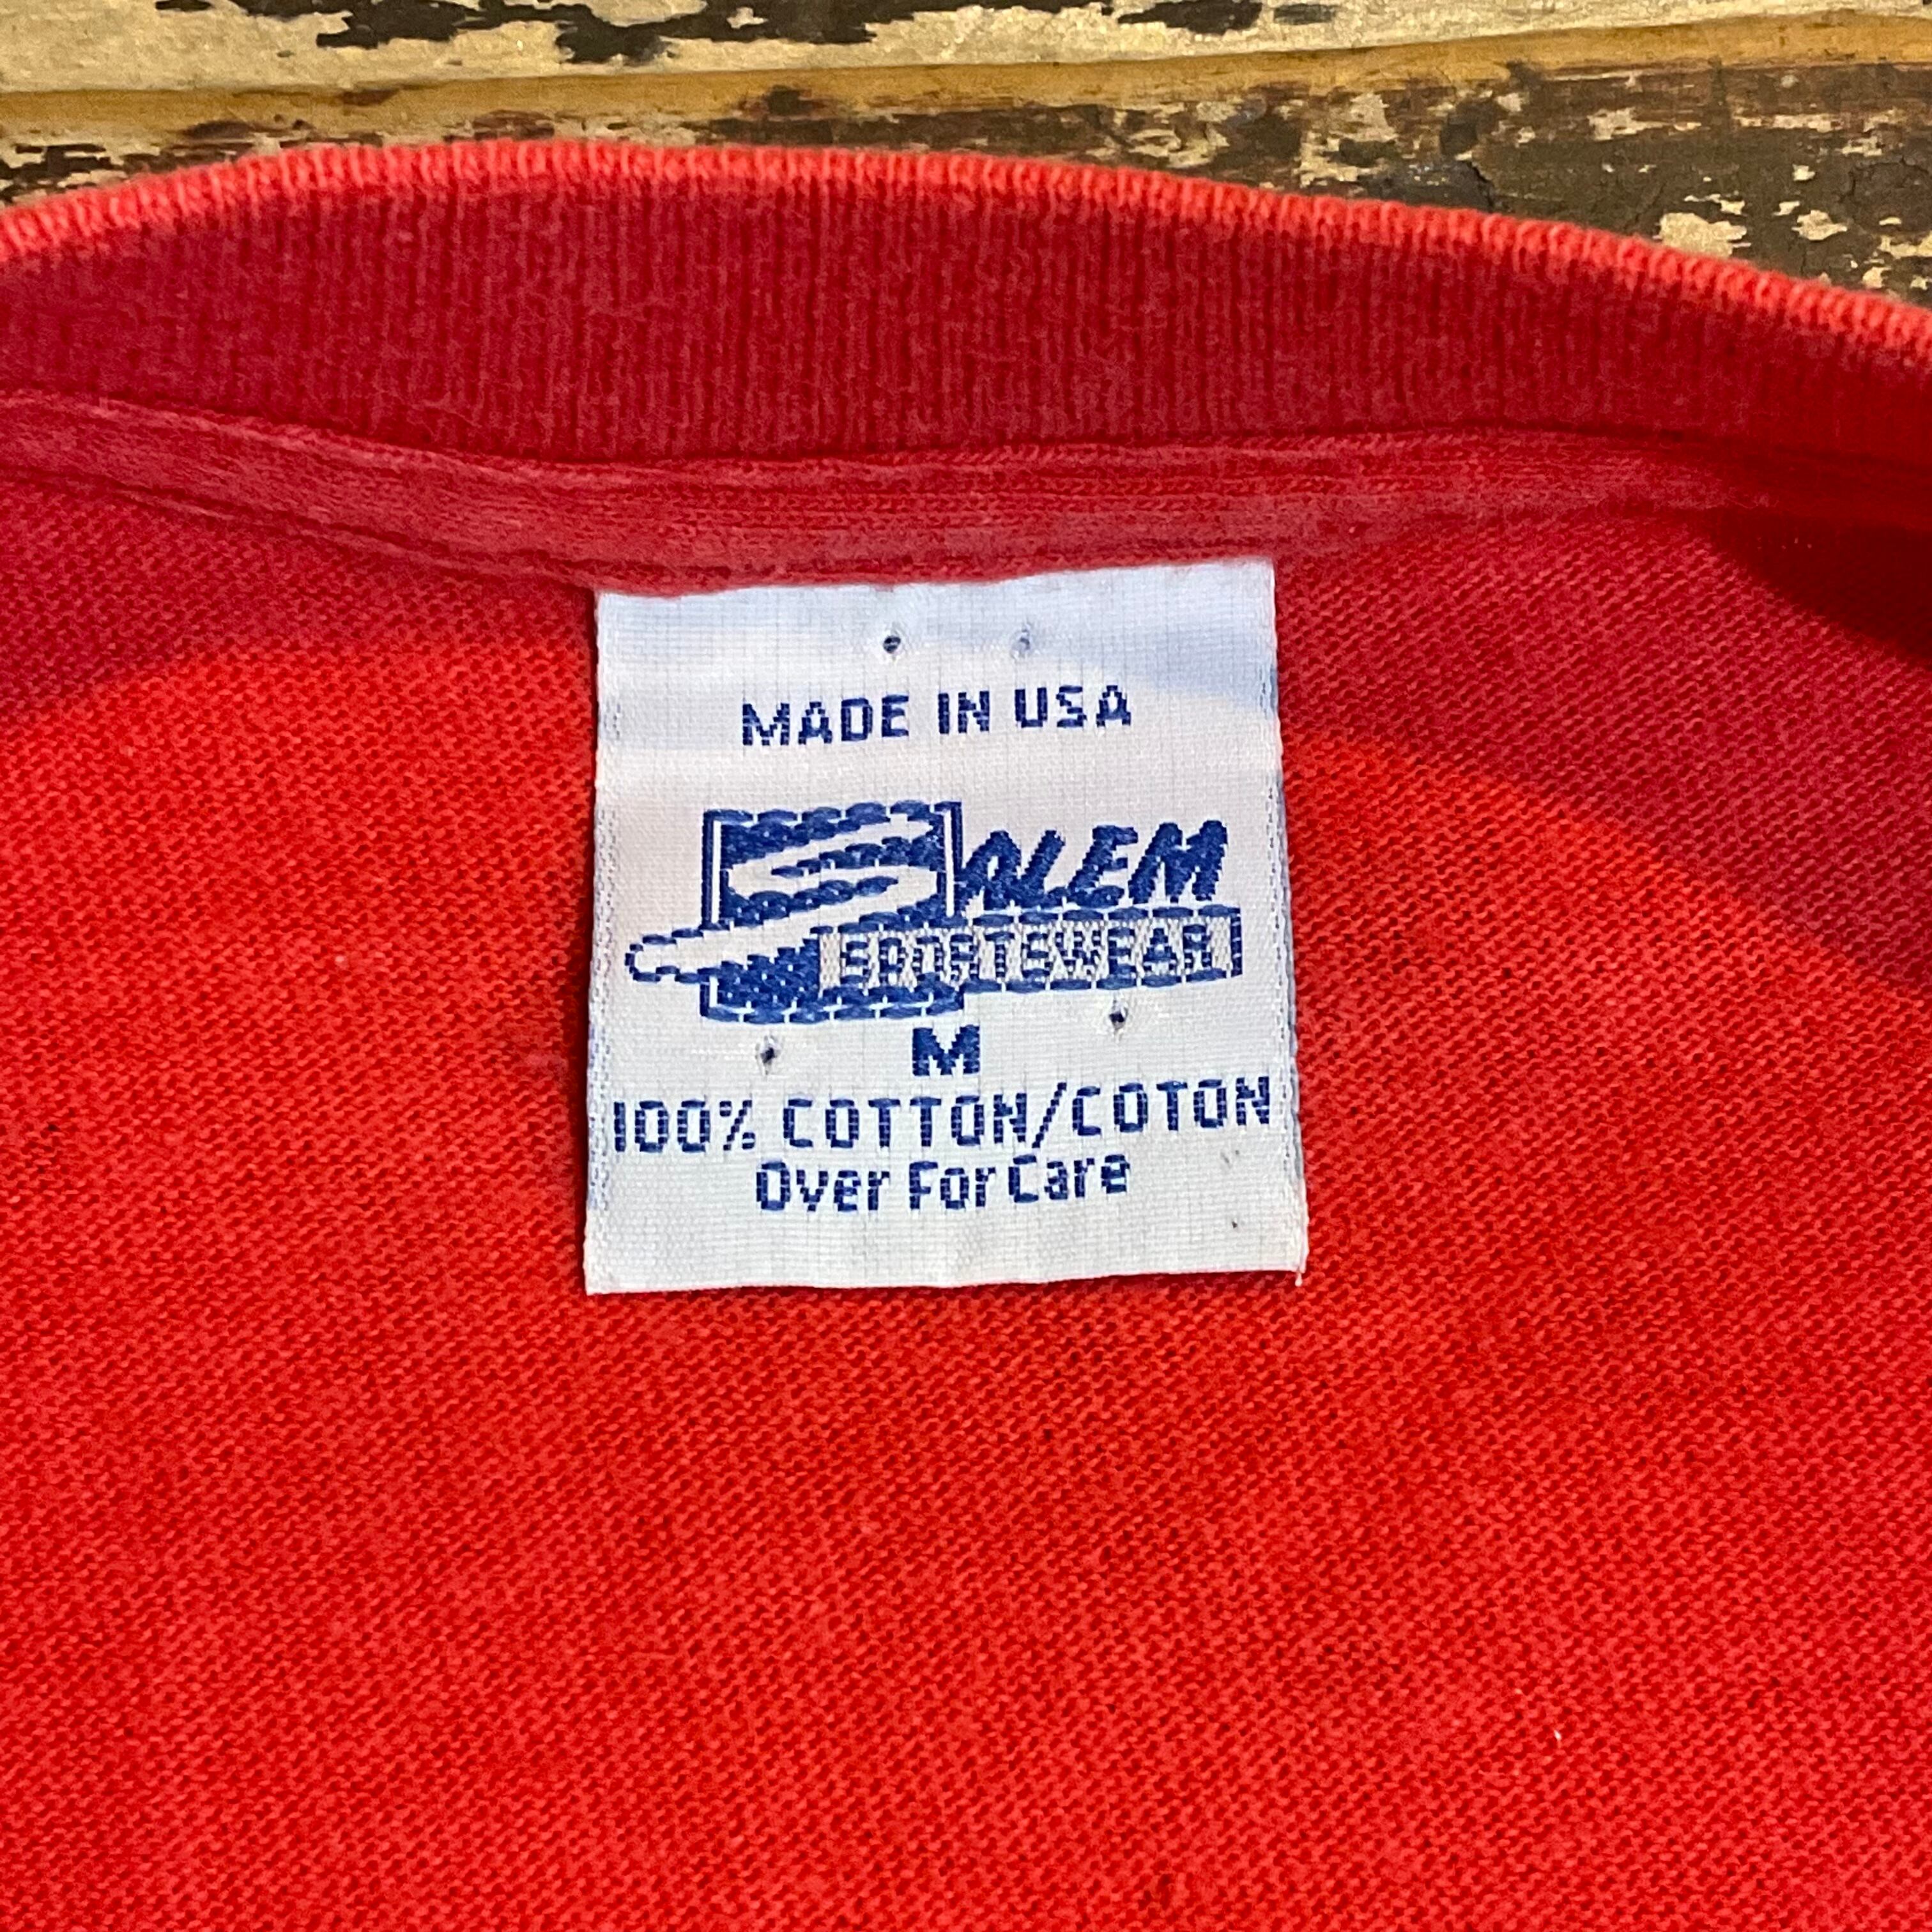 MADE IN USA
SALEM
SPORTSWEAR
M
100% COTTON/COTON
Over For Care